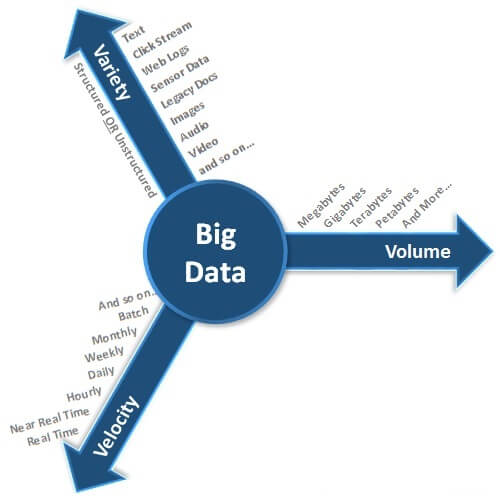 Variety
Text
Click Stream
Web Logs
Sensor Data
Legacy Docs
Images
Audio
Video
and so on...
Structured OR Unstructured
Big
Data
Megabytes
Gigabytes
Terabytes
Petabytes
And More...
Volume
And so on...
Batch
Monthly
Weekly
Daily
Hourly
Near Real Time
Real Time
Velocity